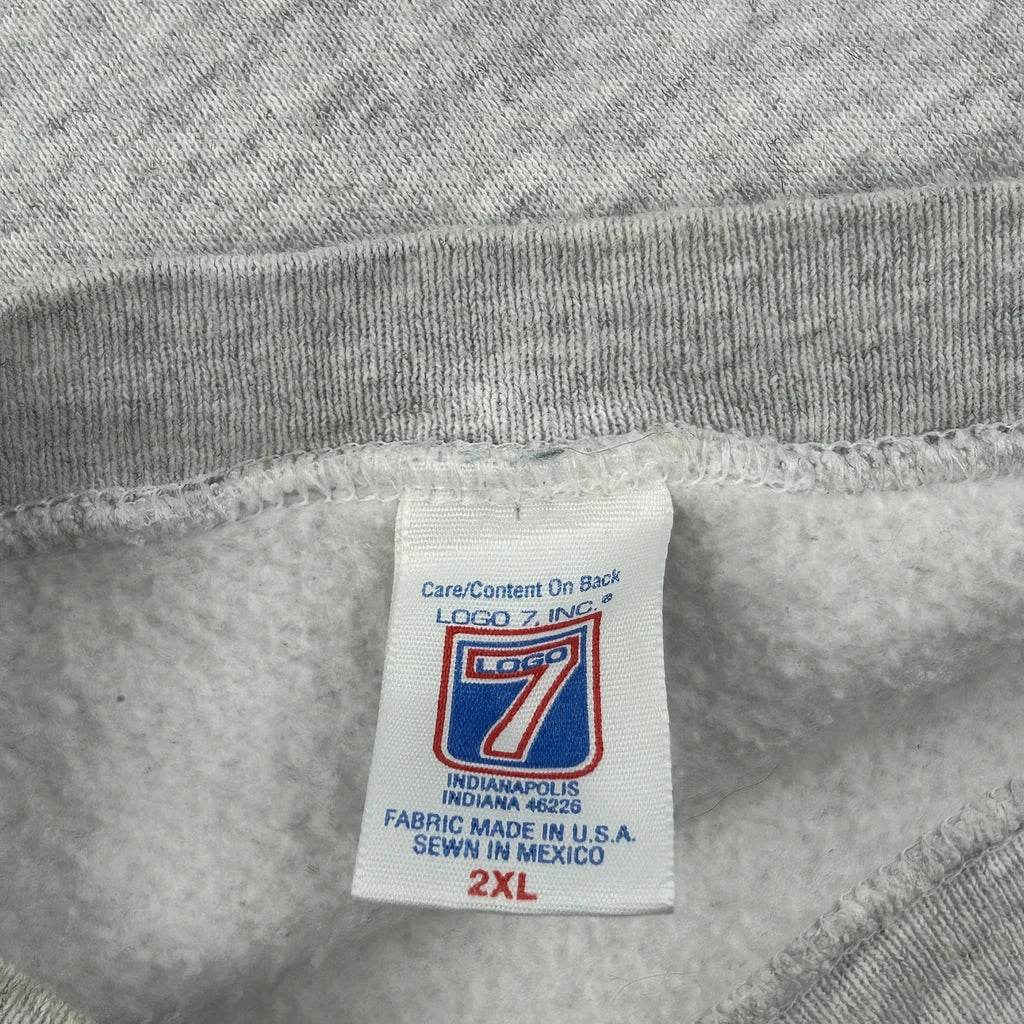 Care/Content On Back
LOGO 7, INC.®
LOGO
7
INDIANAPOLIS
INDIANA 46226
FABRIC MADE IN U.S.A.
SEWN IN MEXICO
2XL